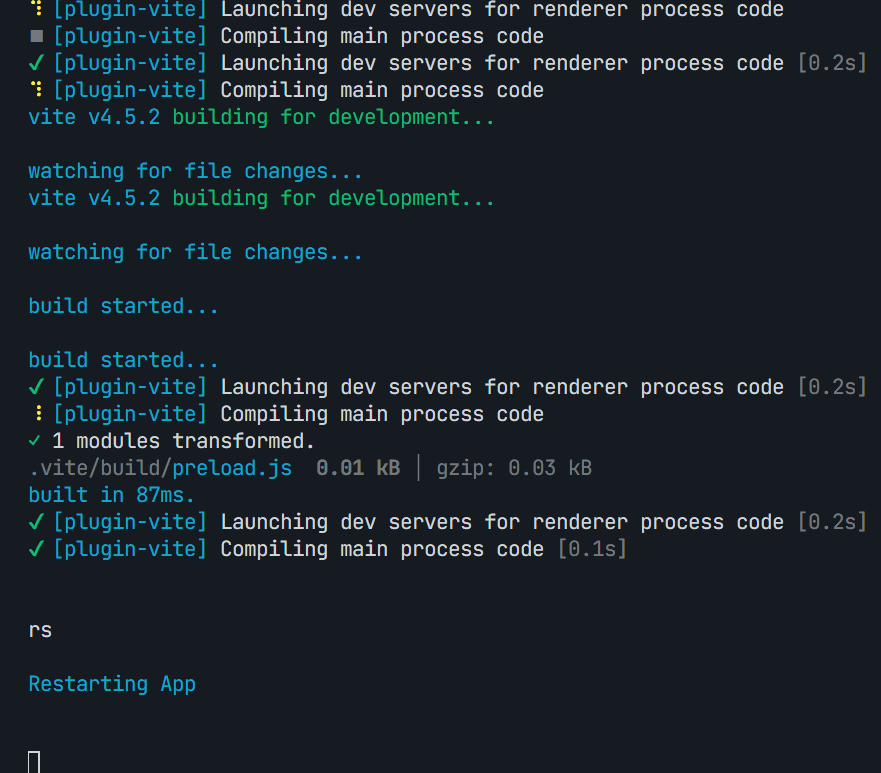 [plugin-vite] Launching dev servers for renderer process code
[plugin-vite] Compiling main process code
✓ [plugin-vite] Launching dev servers for renderer process code [0.2s]
[plugin-vite] Compiling main process code
vite v4.5.2 building for development...
watching for file changes...
vite v4.5.2 building for development...
watching for file changes...
build started...
build started...
✓ [plugin-vite] Launching dev servers for renderer process code [0.2s]
[plugin-vite] Compiling main process code
✓ 1 modules transformed.
.vite/build/preload.js  0.01 kB │ gzip: 0.03 kB
built in 87ms.
✓ [plugin-vite] Launching dev servers for renderer process code [0.2s]
✓ [plugin-vite] Compiling main process code [0.1s]
rs
Restarting App